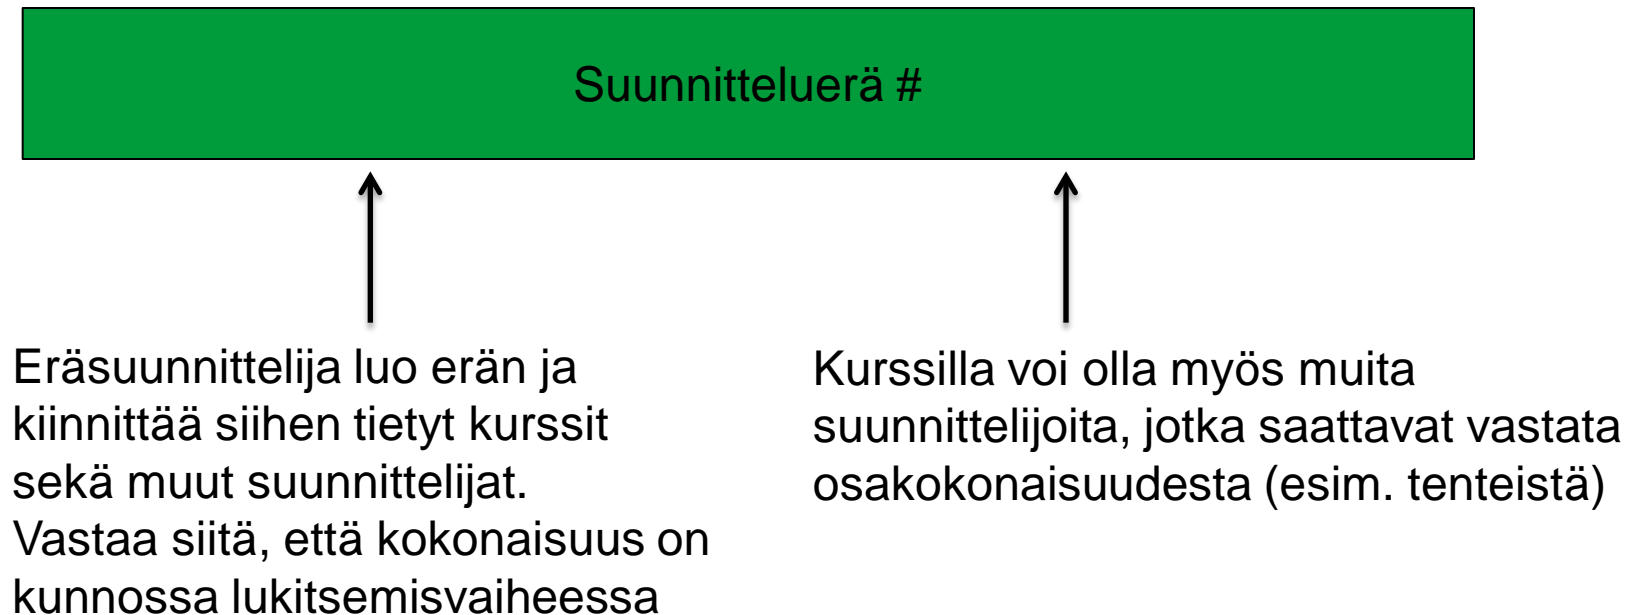 Suunnitteluerä #
Eräsuunnittelija luo erän ja
kiinnittää siihen tietyt kurssit
sekä muut suunnittelijat.
Vastaa siitä, että kokonaisuus on
kunnossa lukitsemisvaiheessa
Kurssilla voi olla myös muita
suunnittelijoita, jotka saattavat vastata
osakokonaisuudesta (esim. tenteistä)